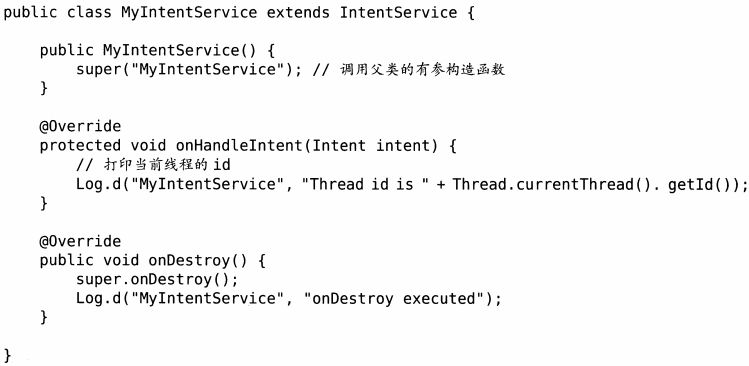 public class MyIntentService extends IntentService {
public MyIntentService() {
super("MyIntentService"); // 调用父类的有参构造函数
}
@Override
protected void onHandleIntent(Intent intent) {
// 打印当前线程的 id
Log.d("MyIntentService", "Thread id is " + Thread.currentThread(). getId());
}
@Override
public void onDestroy() {
super.onDestroy();
Log.d("MyIntentService", "onDestroy executed");
}
}